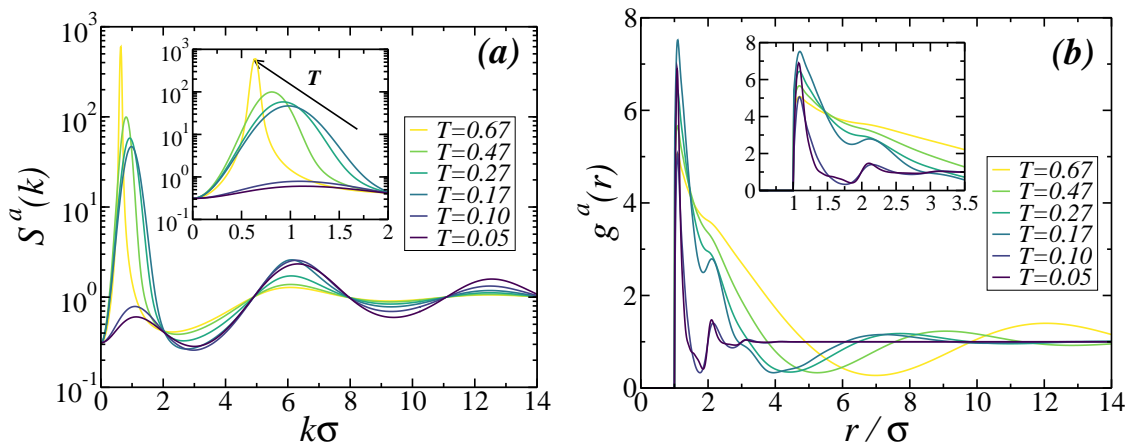 (a)
S^a(k)
10^3
10^2
10^1
10^0
10^-1
0 2 4 6 8 10 12 14
kσ
10^3
10^2
10^1
10^0
10^-1
0 0.5 1 1.5 2
T
T=0.67
T=0.47
T=0.27
T=0.17
T=0.10
T=0.05
(b)
g^a(r)
8
6
4
2
0
0 2 4 6 8 10 12 14
r / σ
8
6
4
2
0
1 1.5 2 2.5 3 3.5
T=0.67
T=0.47
T=0.27
T=0.17
T=0.10
T=0.05